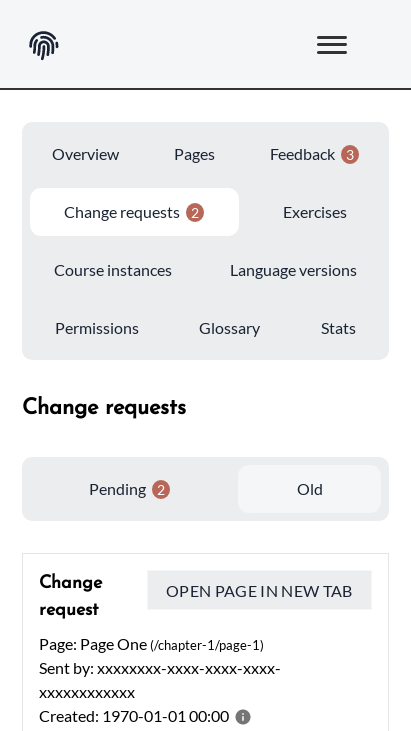 Overview Pages Feedback 3
Change requests 2 Exercises
Course instances Language versions
Permissions Glossary Stats
Change requests
Pending 2 Old
Change
request
OPEN PAGE IN NEW TAB
Page: Page One (/chapter-1/page-1)
Sent by: xxxxxxxx-xxxx-xxxx-xxxx-
xxxxxxxxxxxx
Created: 1970-01-01 00:00